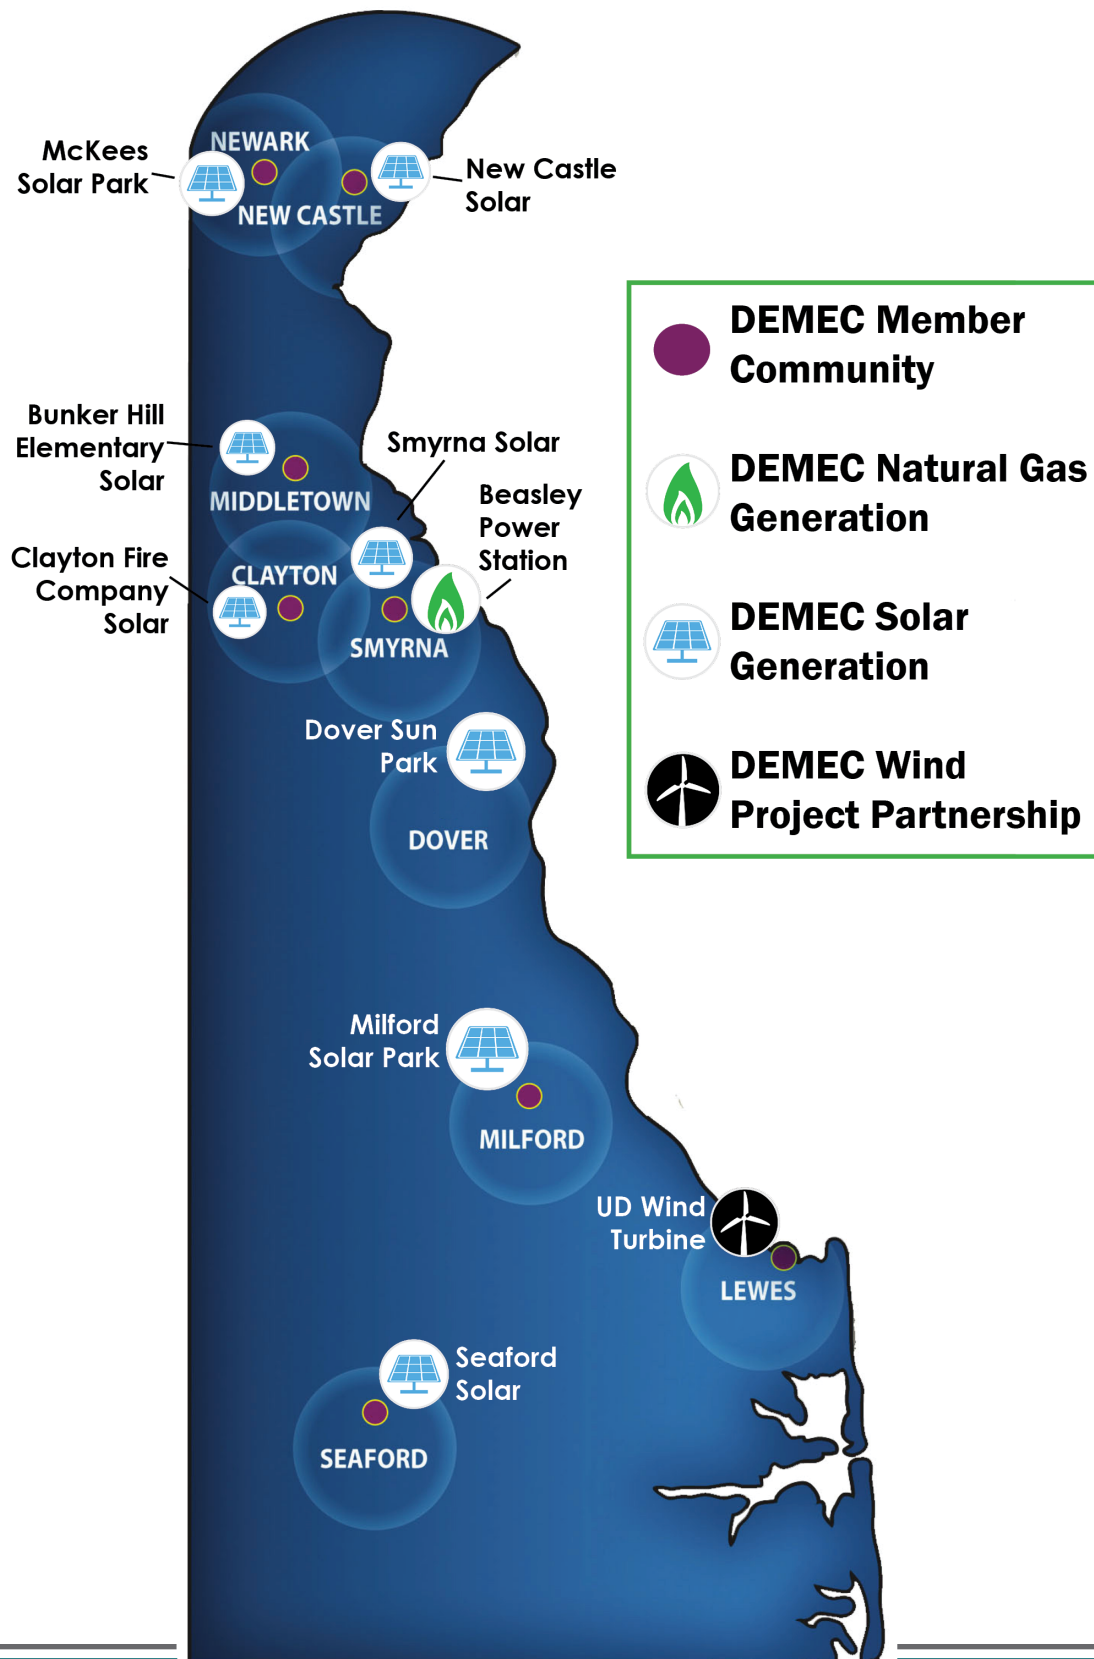 NEWARK
McKees
Solar Park
New Castle
Solar
NEW CASTLE
DEMEC Member
Community
Bunker Hill
Elementary
Solar
Smyrna Solar
MIDDLETOWN
Beasley
Power
Station
DEMEC Natural Gas
Generation
Clayton Fire
Company
Solar
CLAYTON
SMYRNA
DEMEC Solar
Generation
Dover Sun
Park
DOVER
DEMEC Wind
Project Partnership
Milford
Solar Park
MILFORD
UD Wind
Turbine
LEWES
Seaford
Solar
SEAFORD